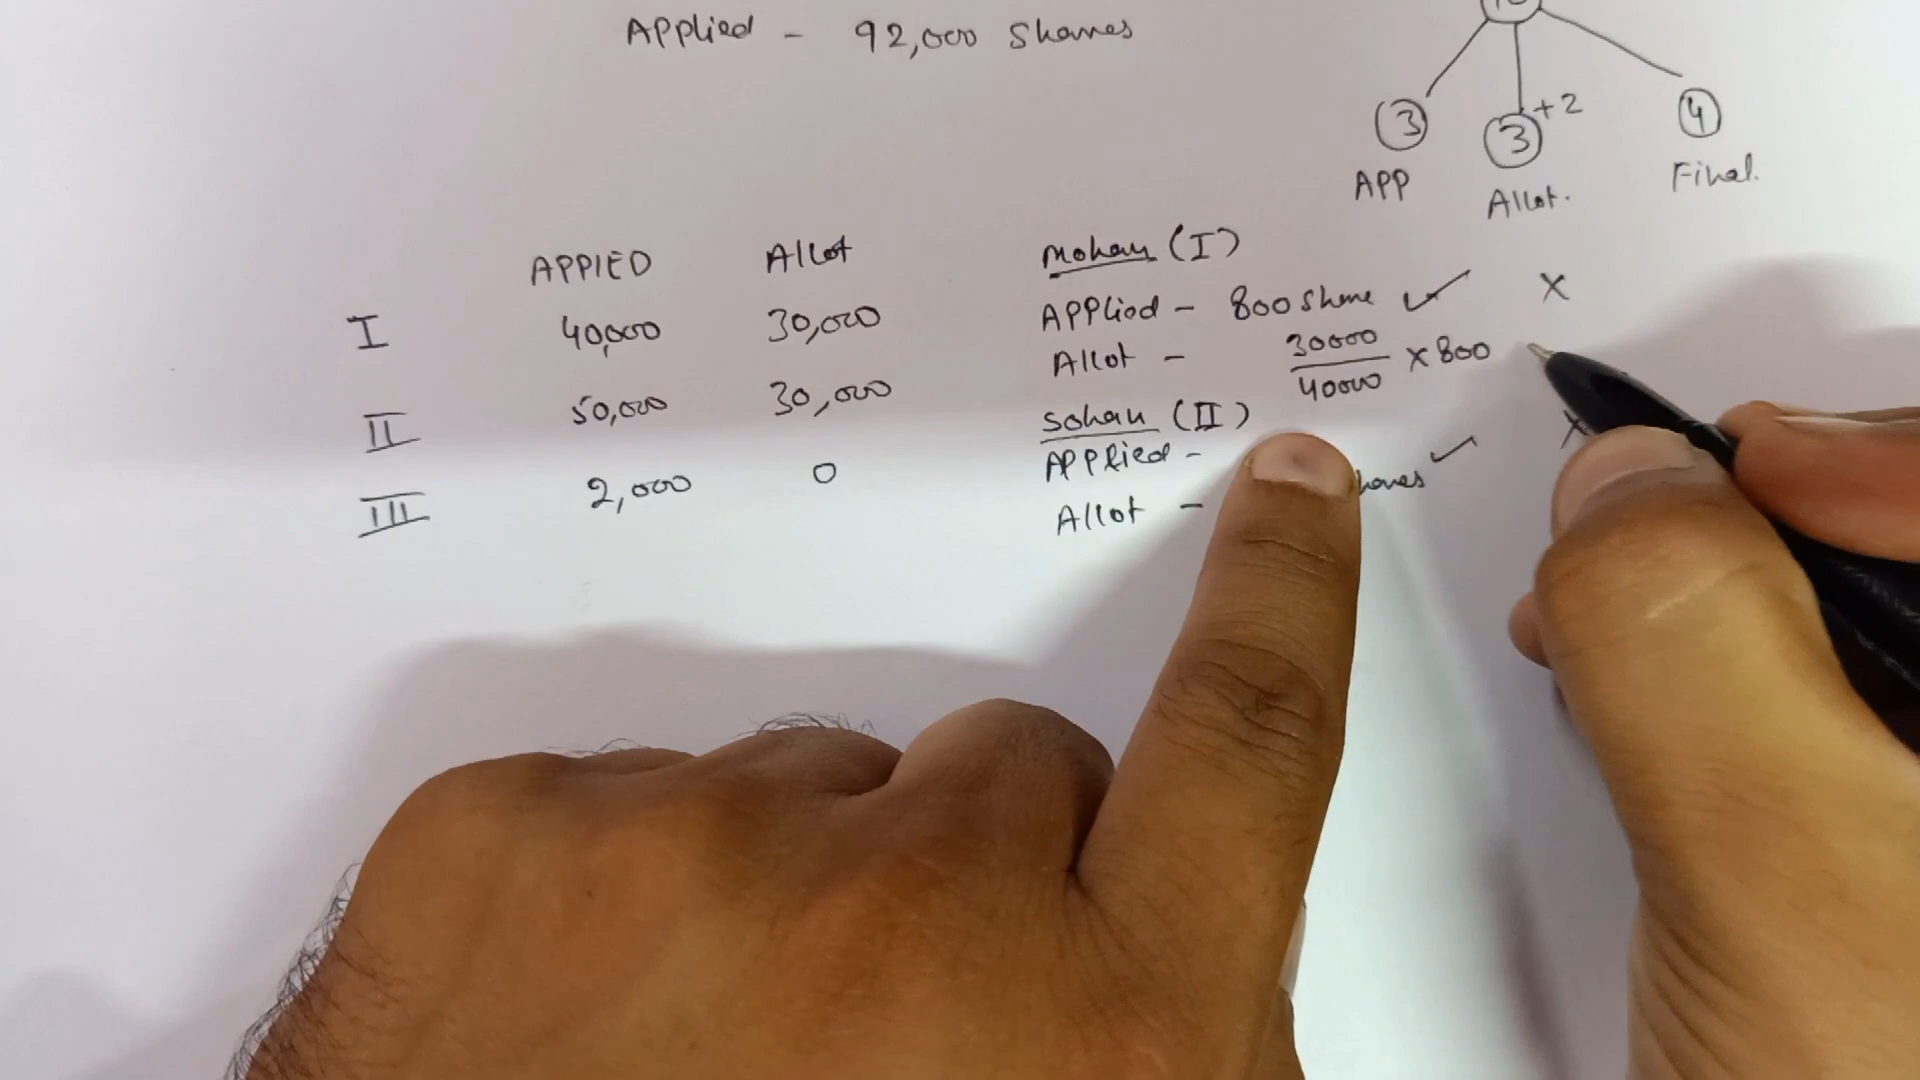 APPlied - 92,000 Shares
3
3 +2
4
APP
Allot.
Final.
APPIED Allot
I 40,000 30,000
II 50,000 30,000
III 2,000 0
Mohan (I)
APPliod - 800 Share ✓ X
Allot - 30000/40000 X 800
Sohan (II)
APPlied -
Allot - ✓